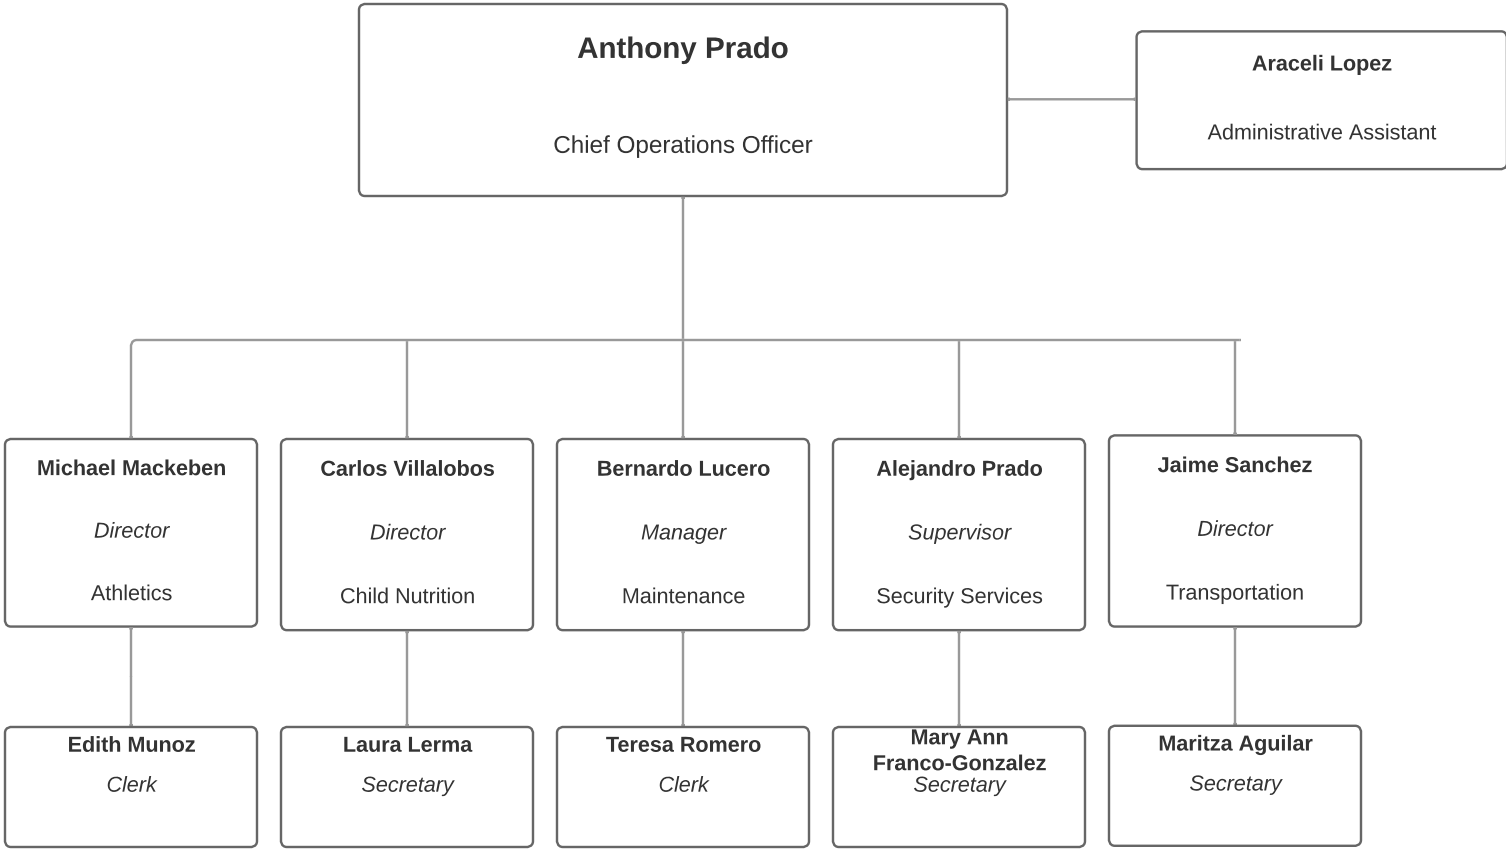 Anthony Prado
Chief Operations Officer
Araceli Lopez
Administrative Assistant
Michael Mackeben
Director
Athletics
Carlos Villalobos
Director
Child Nutrition
Bernardo Lucero
Manager
Maintenance
Alejandro Prado
Supervisor
Security Services
Jaime Sanchez
Director
Transportation
Edith Munoz
Clerk
Laura Lerma
Secretary
Teresa Romero
Clerk
Mary Ann
Franco-Gonzalez
Secretary
Maritza Aguilar
Secretary